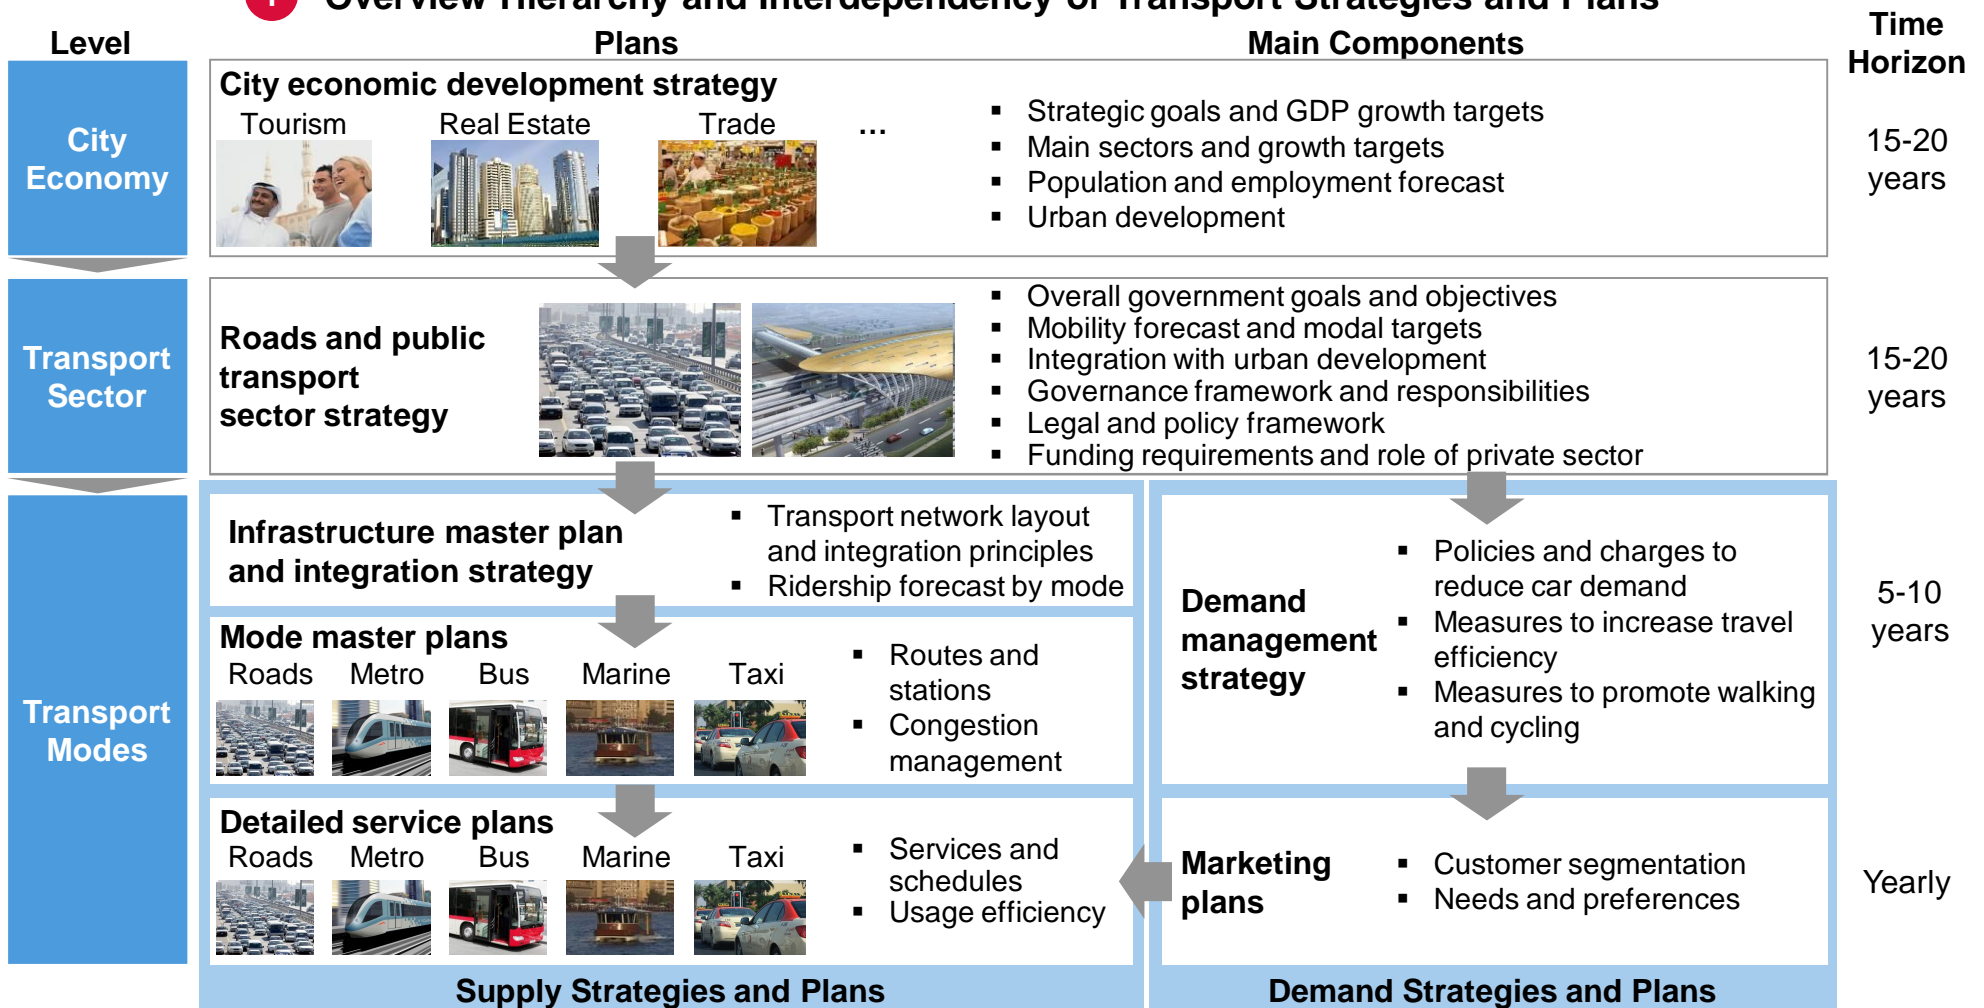 Overview Hierarchy and Interdependency of Transport Strategies and Plans
Level
Plans
Main Components
Time
Horizon
City
Economy
City economic development strategy
Tourism
Real Estate
Trade
...
▪ Strategic goals and GDP growth targets
▪ Main sectors and growth targets
▪ Population and employment forecast
▪ Urban development
15-20
years
Transport
Sector
Roads and public
transport
sector strategy
▪ Overall government goals and objectives
▪ Mobility forecast and modal targets
▪ Integration with urban development
▪ Governance framework and responsibilities
▪ Legal and policy framework
▪ Funding requirements and role of private sector
15-20
years
Transport
Modes
Infrastructure master plan
and integration strategy
▪ Transport network layout
and integration principles
▪ Ridership forecast by mode
Mode master plans
Roads
Metro
Bus
Marine
Taxi
▪ Routes and
stations
▪ Congestion
management
Demand
management
strategy
▪ Policies and charges to
reduce car demand
▪ Measures to increase travel
efficiency
▪ Measures to promote walking
and cycling
5-10
years
Detailed service plans
Roads
Metro
Bus
Marine
Taxi
▪ Services and
schedules
▪ Usage efficiency
Marketing
plans
▪ Customer segmentation
▪ Needs and preferences
Yearly
Supply Strategies and Plans
Demand Strategies and Plans